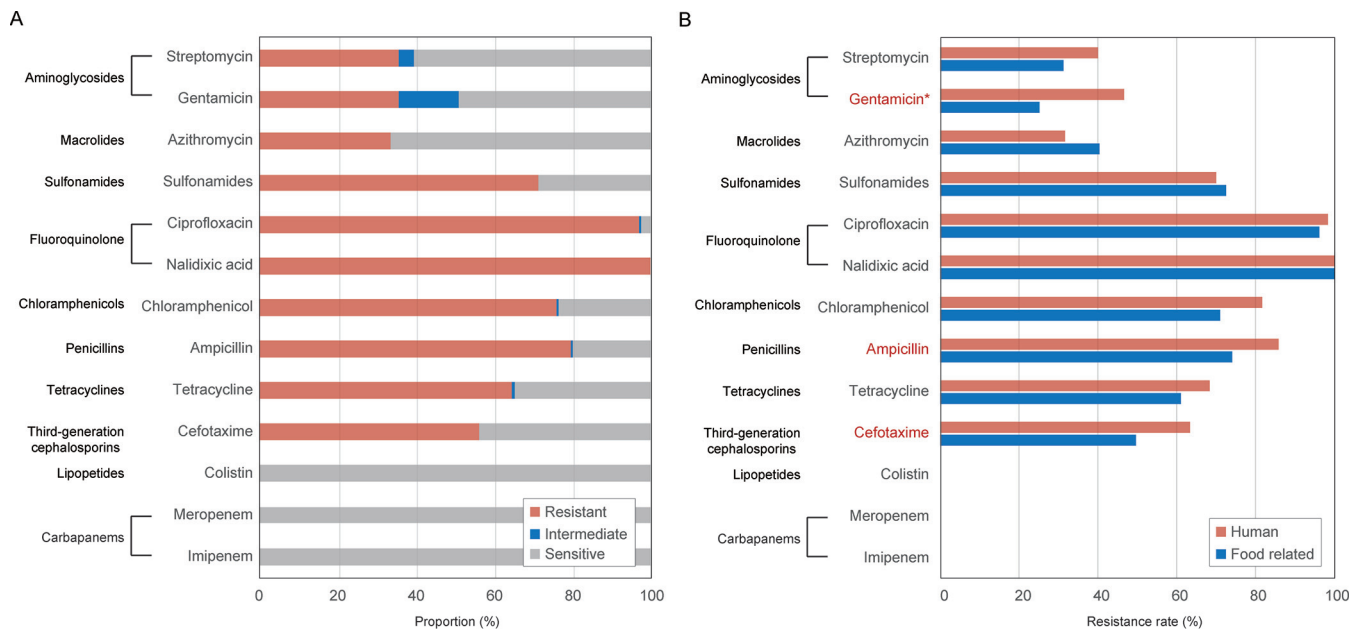 A
Aminoglycosides
Streptomycin
Gentamicin
Macrolides
Azithromycin
Sulfonamides
Sulfonamides
Fluoroquinolone
Ciprofloxacin
Nalidixic acid
Chloramphenicols
Chloramphenicol
Penicillins
Ampicillin
Tetracyclines
Tetracycline
Third-generation
cephalosporins
Cefotaxime
Lipopetides
Colistin
Carbapanems
Meropenem
Imipenem
Resistant
Intermediate
Sensitive
0 20 40 60 80 100
Proportion (%)
B
Aminoglycosides
Streptomycin
Gentamicin*
Macrolides
Azithromycin
Sulfonamides
Sulfonamides
Fluoroquinolone
Ciprofloxacin
Nalidixic acid
Chloramphenicols
Chloramphenicol
Penicillins
Ampicillin
Tetracyclines
Tetracycline
Third-generation
cephalosporins
Cefotaxime
Lipopetides
Colistin
Carbapanems
Meropenem
Imipenem
Human
Food related
0 20 40 60 80 100
Resistance rate (%)